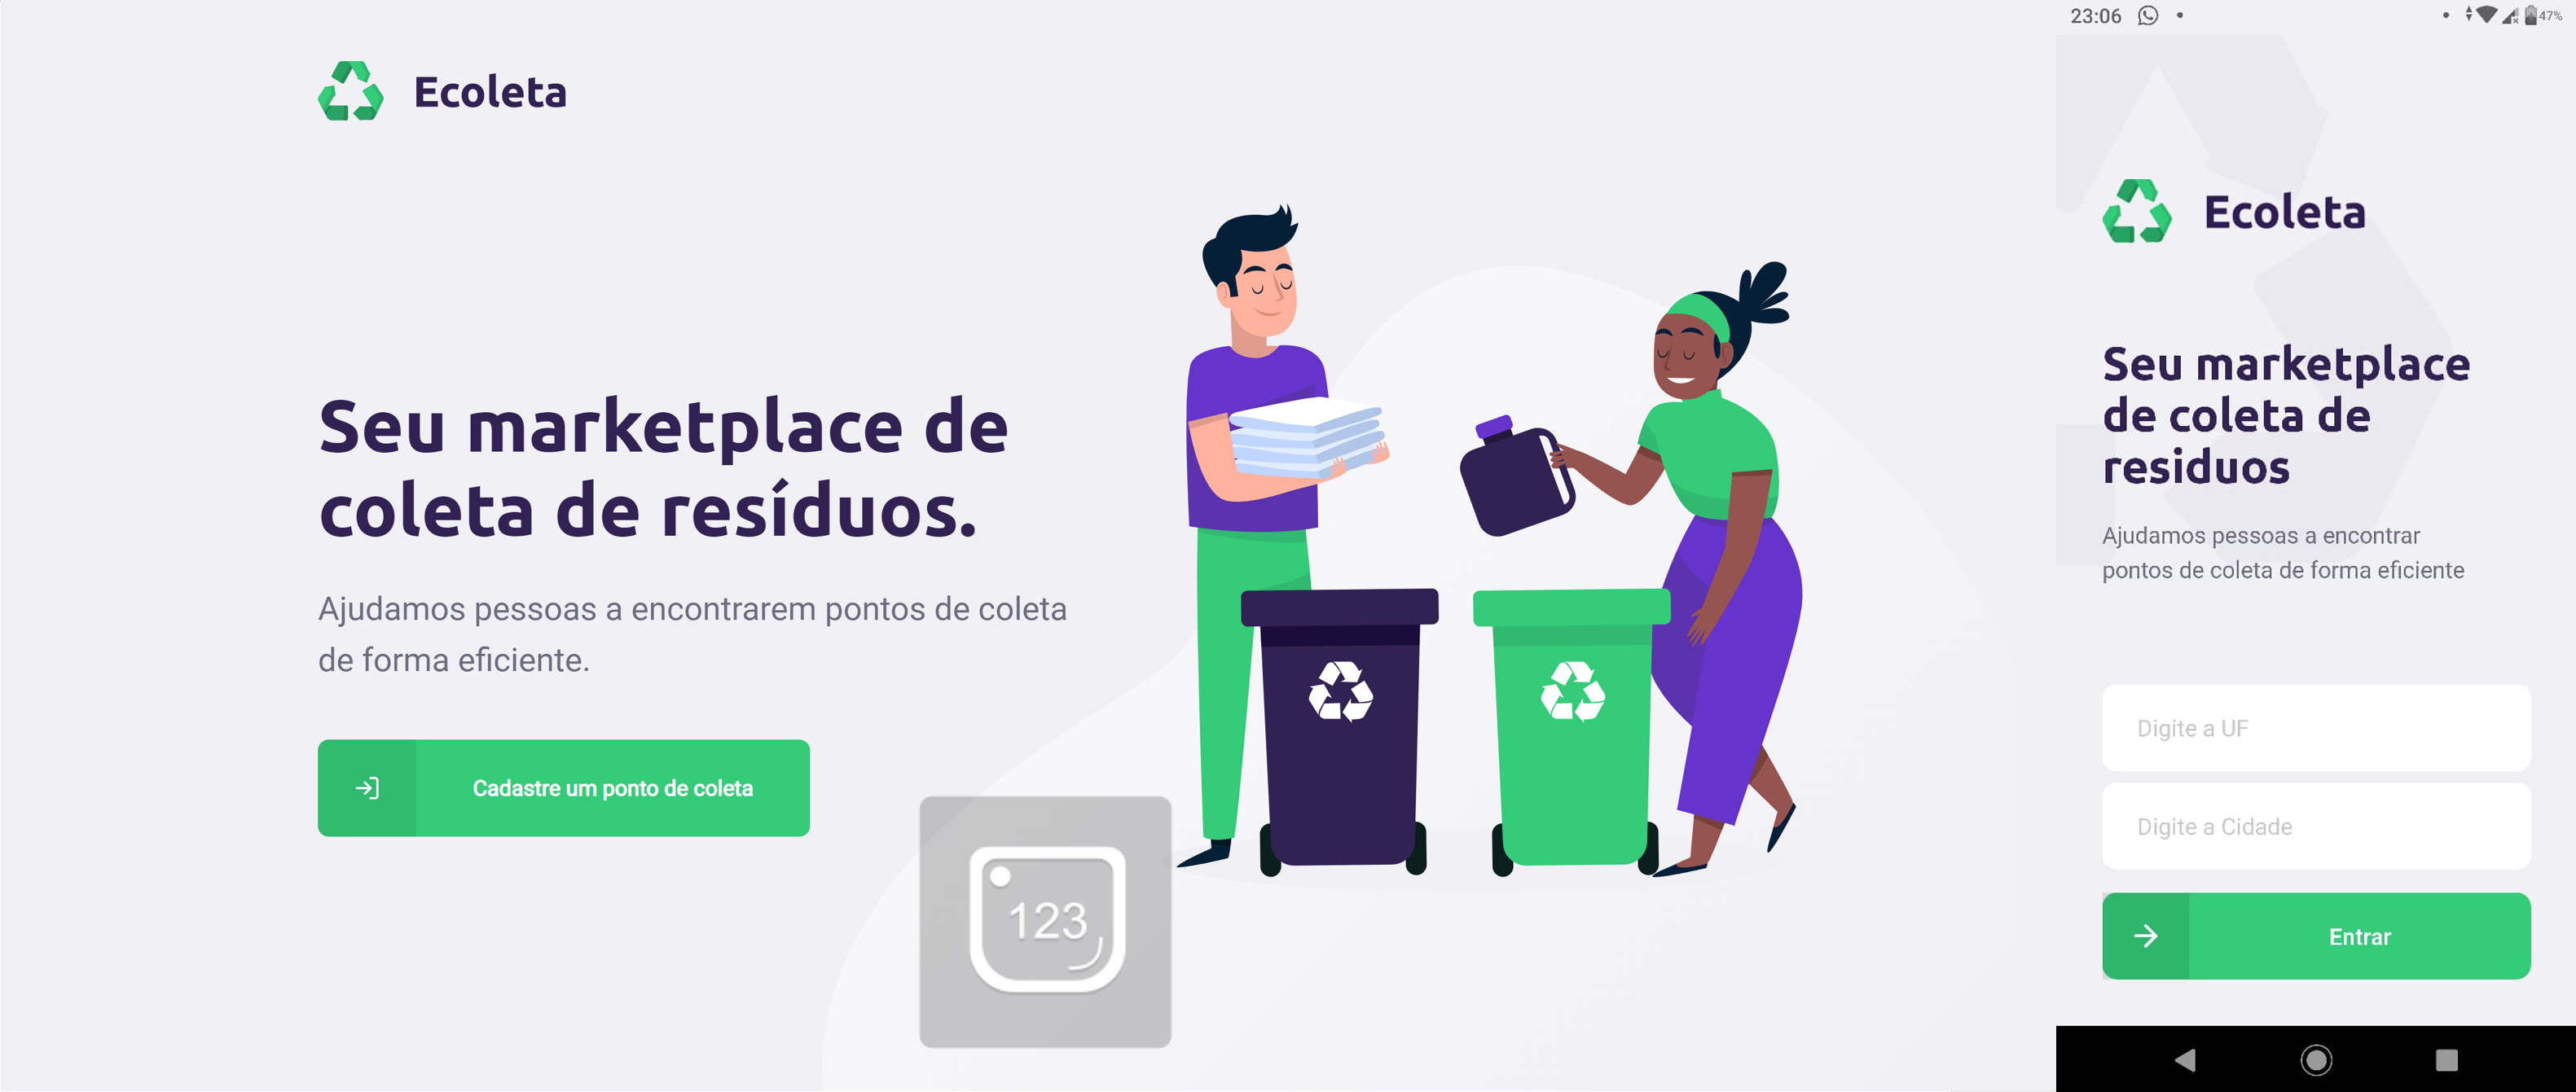 Ecoleta
Seu marketplace de
coleta de resíduos.
Ajudamos pessoas a encontrarem pontos de coleta
de forma eficiente.
Cadastre um ponto de coleta
123
23:06
47%
Ecoleta
Seu marketplace
de coleta de
residuos
Ajudamos pessoas a encontrar
pontos de coleta de forma eficiente
Digite a UF
Digite a Cidade
Entrar